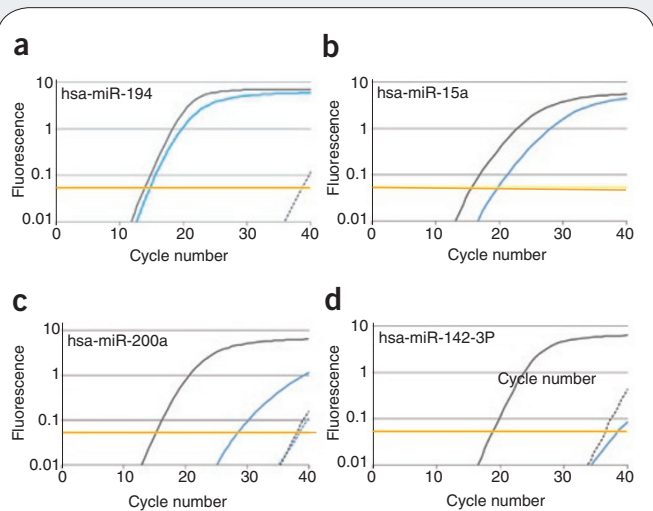 a
hsa-miR-194
Fluorescence
10
1
0.1
0.01
0 10 20 30 40
Cycle number
b
hsa-miR-15a
Fluorescence
10
1
0.1
0.01
0 10 20 30 40
Cycle number
c
hsa-miR-200a
Fluorescence
10
1
0.1
0.01
0 10 20 30 40
Cycle number
d
hsa-miR-142-3P
Cycle number
Fluorescence
10
1
0.1
0.01
0 10 20 30 40
Cycle number